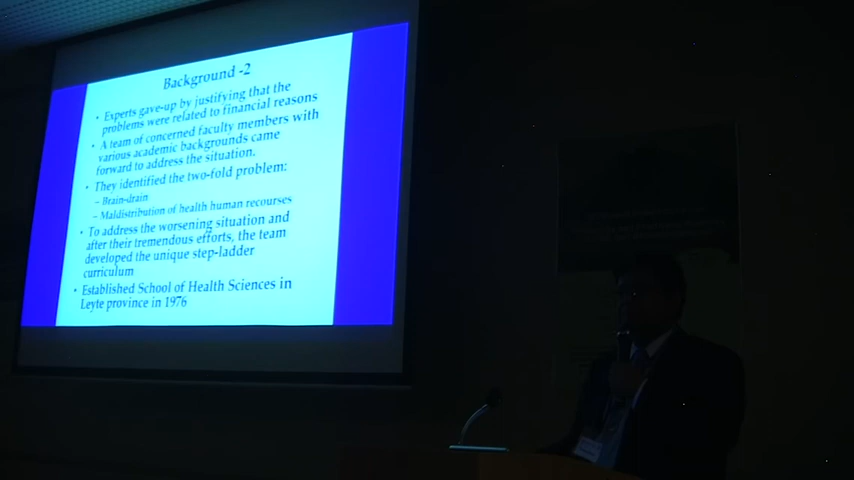 Background -2
• Experts gave-up by justifying that the
problems were related to financial reasons
• A team of concerned faculty members with
various academic backgrounds came
forward to address the situation.
• They identified the two-fold problem:
– Brain-drain
– Maldistribution of health human recourses
• To address the worsening situation and
after their tremendous efforts, the team
developed the unique step-ladder
curriculum
• Established School of Health Sciences in
Leyte province in 1976